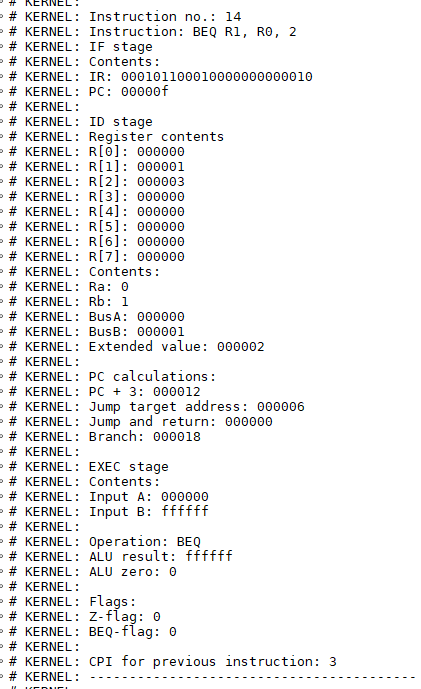 # KERNEL:
# KERNEL: Instruction no.: 14
# KERNEL: Instruction: BEQ R1, R0, 2
# KERNEL: IF stage
# KERNEL: Contents:
# KERNEL: IR: 000101100010000000000010
# KERNEL: PC: 00000f
# KERNEL:
# KERNEL: ID stage
# KERNEL: Register contents
# KERNEL: R[0]: 000000
# KERNEL: R[1]: 000001
# KERNEL: R[2]: 000003
# KERNEL: R[3]: 000000
# KERNEL: R[4]: 000000
# KERNEL: R[5]: 000000
# KERNEL: R[6]: 000000
# KERNEL: R[7]: 000000
# KERNEL: Contents:
# KERNEL: Ra: 0
# KERNEL: Rb: 1
# KERNEL: BusA: 000000
# KERNEL: BusB: 000001
# KERNEL: Extended value: 000002
# KERNEL:
# KERNEL: PC calculations:
# KERNEL: PC + 3: 000012
# KERNEL: Jump target address: 000006
# KERNEL: Jump and return: 000000
# KERNEL: Branch: 000018
# KERNEL:
# KERNEL: EXEC stage
# KERNEL: Contents:
# KERNEL: Input A: 000000
# KERNEL: Input B: ffffff
# KERNEL:
# KERNEL: Operation: BEQ
# KERNEL: ALU result: ffffff
# KERNEL: ALU zero: 0
# KERNEL:
# KERNEL: Flags:
# KERNEL: Z-flag: 0
# KERNEL: BEQ-flag: 0
# KERNEL:
# KERNEL: CPI for previous instruction: 3
# KERNEL: -----------------------------------------
# KERNEL: